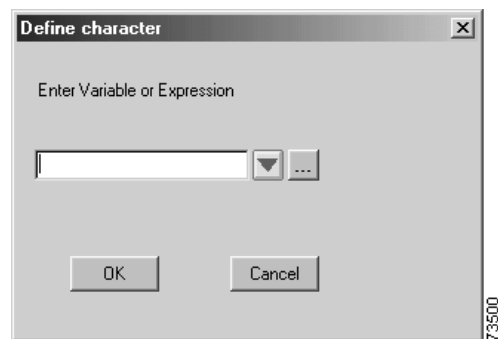 Define character
Enter Variable or Expression
...
OK Cancel
73500